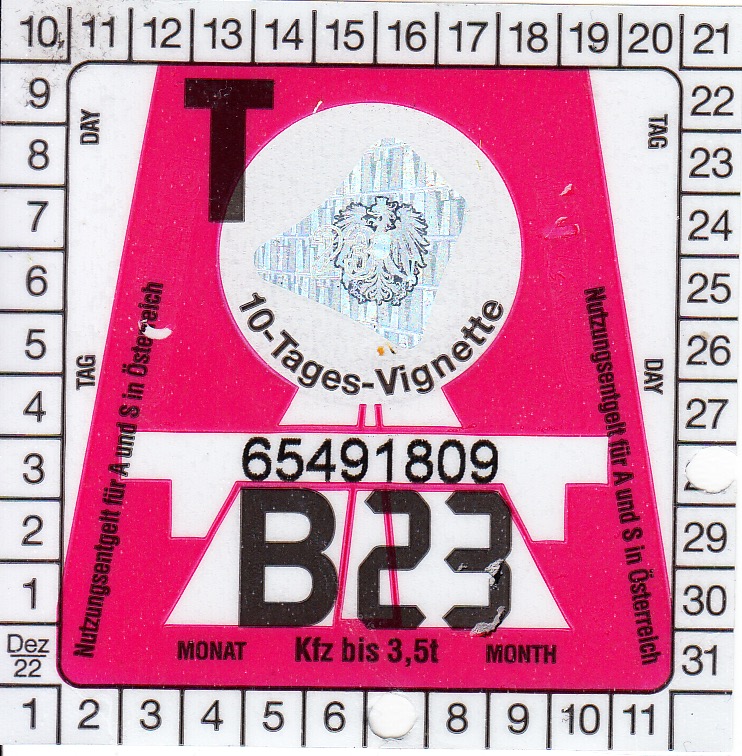 10 11 12 13 14 15 16 17 18 19 20 21
9 22
8 23
7 24
6 25
5 26
4 27
3
2 29
1 30
Dez 31
22
1 2 3 4 5 6 8 9 10 11
T
DAY
TAG
TAG
DAY
10-Tages-Vignette
Nutzungsentgelt für A und S in Österreich
Nutzungsentgelt für A und S in Österreich
65491809
B23
MONAT Kfz bis 3,5t MONTH